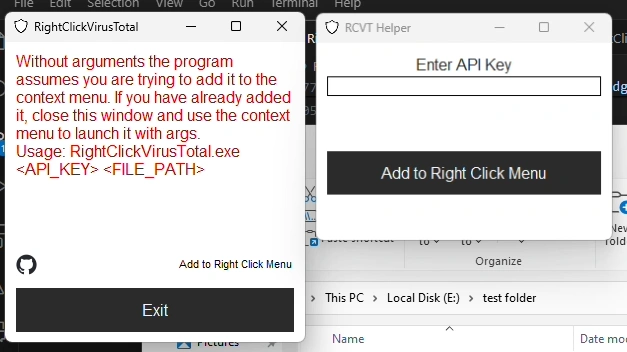 File Edit Selection View Go Run Terminal Help
RightClickVirusTotal
Without arguments the program
assumes you are trying to add it to the
context menu. If you have already added
it, close this window and use the context
menu to launch it with args.
Usage: RightClickVirusTotal.exe
<API_KEY> <FILE_PATH>
Add to Right Click Menu
Exit
RCVT Helper
Enter API Key
Add to Right Click Menu
Paste shortcut
to
to
Organize
This PC > Local Disk (E:) > test folder
Pictures
Name
Date mo